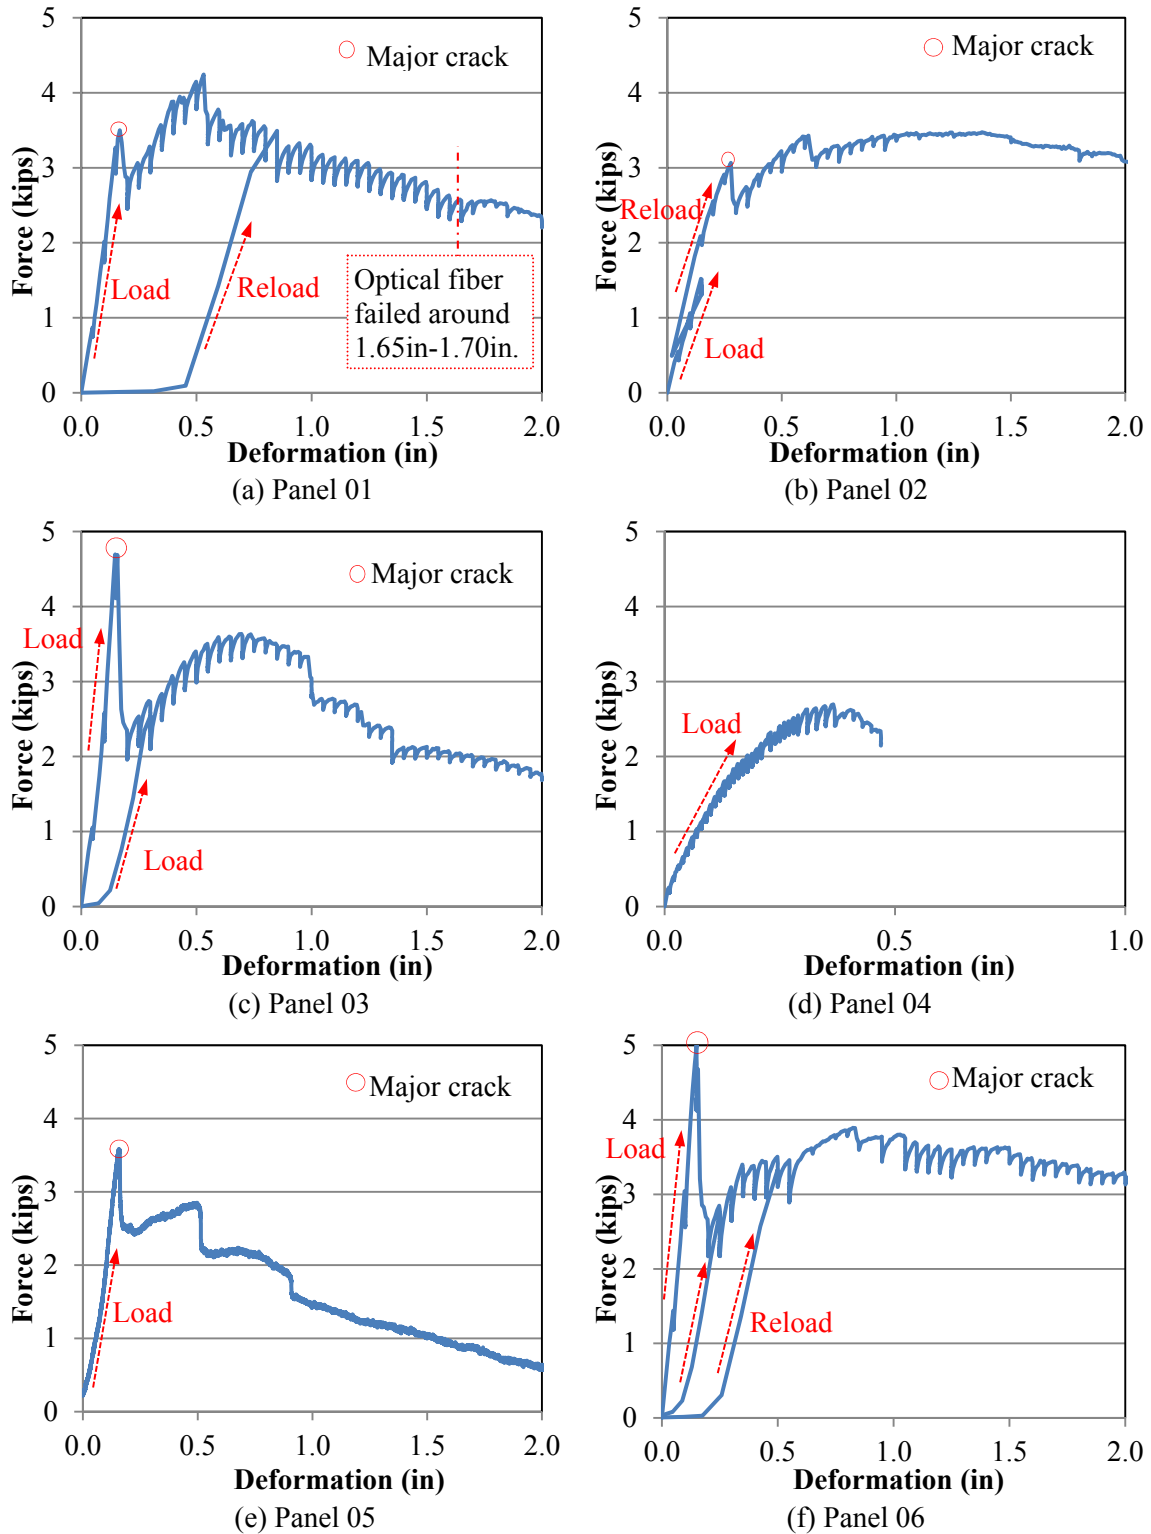 5
4
3
2
1
0
Force (kips)
Major crack
Load
Reload
Optical fiber
failed around
1.65in-1.70in.
0.0 0.5 1.0 1.5 2.0
Deformation (in)
(a) Panel 01
5
4
3
2
1
0
Force (kips)
Major crack
Reload
Load
0.0 0.5 1.0 1.5 2.0
Deformation (in)
(b) Panel 02
5
4
3
2
1
0
Force (kips)
Major crack
Load
Load
0.0 0.5 1.0 1.5 2.0
Deformation (in)
(c) Panel 03
5
4
3
2
1
0
Force (kips)
Load
0.0 0.5 1.0
Deformation (in)
(d) Panel 04
5
4
3
2
1
0
Force (kips)
Major crack
Load
0.0 0.5 1.0 1.5 2.0
Deformation (in)
(e) Panel 05
5
4
3
2
1
0
Force (kips)
Major crack
Load
Reload
0.0 0.5 1.0 1.5 2.0
Deformation (in)
(f) Panel 06